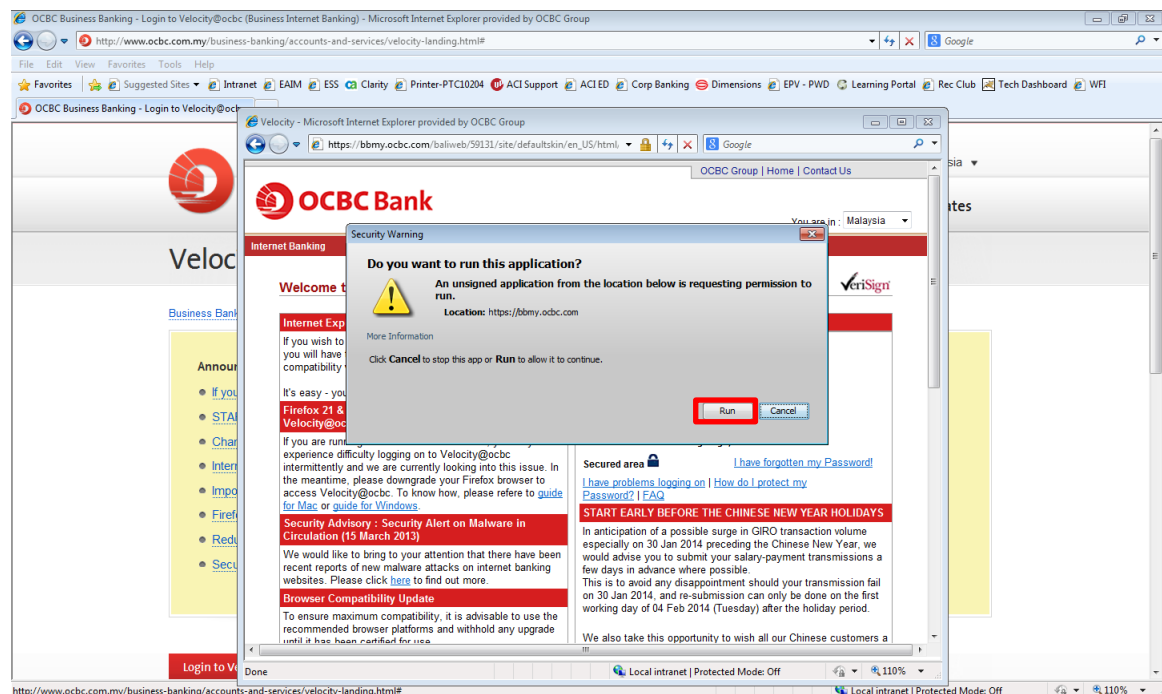 OCBC Business Banking - Login to Velocity@ocbc (Business Internet Banking) - Microsoft Internet Explorer provided by OCBC Group
http://www.ocbc.com.my/business-banking/accounts-and-services/velocity-landing.html#
Google
File Edit View Favorites Tools Help
Favorites Suggested Sites Intranet EAIM ESS Clarity Printer-PTC10204 ACI Support ACI ED Corp Banking Dimensions EPV - PWD Learning Portal Rec Club Tech Dashboard WFI
OCBC Business Banking - Login to Velocity@ocb
Velocity - Microsoft Internet Explorer provided by OCBC Group
https://bbmy.ocbc.com/baliweb/59131/site/defaultskin/en_US/html/
Google
OCBC Group | Home | Contact Us
sia
OCBC Bank
ates
You are in : Malaysia
Internet Banking
Security Warning
Do you want to run this application?
An unsigned application from the location below is requesting permission to
run.
Location: https://bbmy.ocbc.com
More Information
Click Cancel to stop this app or Run to allow it to continue.
Run Cancel
Veloc
Welcome t
VeriSign
Business Bank
Internet Exp
If you wish to
you will have
compatibility
It's easy - you
Firefox 21 &
Velocity@oc
If you are run
experience difficulty logging on to Velocity@ocbc
intermittently and we are currently looking into this issue. In
the meantime, please downgrade your Firefox browser to
access Velocity@ocbc. To know how, please refere to guide
for Mac or guide for Windows.
Security Advisory : Security Alert on Malware in
Circulation (15 March 2013)
We would like to bring to your attention that there have been
recent reports of new malware attacks on internet banking
websites. Please click here to find out more.
Browser Compatibility Update
To ensure maximum compatibility, it is advisable to use the
recommended browser platforms and withhold any upgrade
until it has been certified for use.
Secured area
I have forgotten my Password!
I have problems logging on | How do I protect my
Password? | FAQ
START EARLY BEFORE THE CHINESE NEW YEAR HOLIDAYS
In anticipation of a possible surge in GIRO transaction volume
especially on 30 Jan 2014 preceding the Chinese New Year, we
would advise you to submit your salary-payment transmissions a
few days in advance where possible.
This is to avoid any disappointment should your transmission fail
on 30 Jan 2014, and re-submission can only be done on the first
working day of 04 Feb 2014 (Tuesday) after the holiday period.
We also take this opportunity to wish all our Chinese customers a
Announ
If you
STAR
Char
Intern
Impo
Firef
Redu
Secu
Login to Ve
Done
Local intranet | Protected Mode: Off
110%
http://www.ocbc.com.my/business-banking/accounts-and-services/velocity-landing.html#
Local intranet | Protected Mode: Off
110%